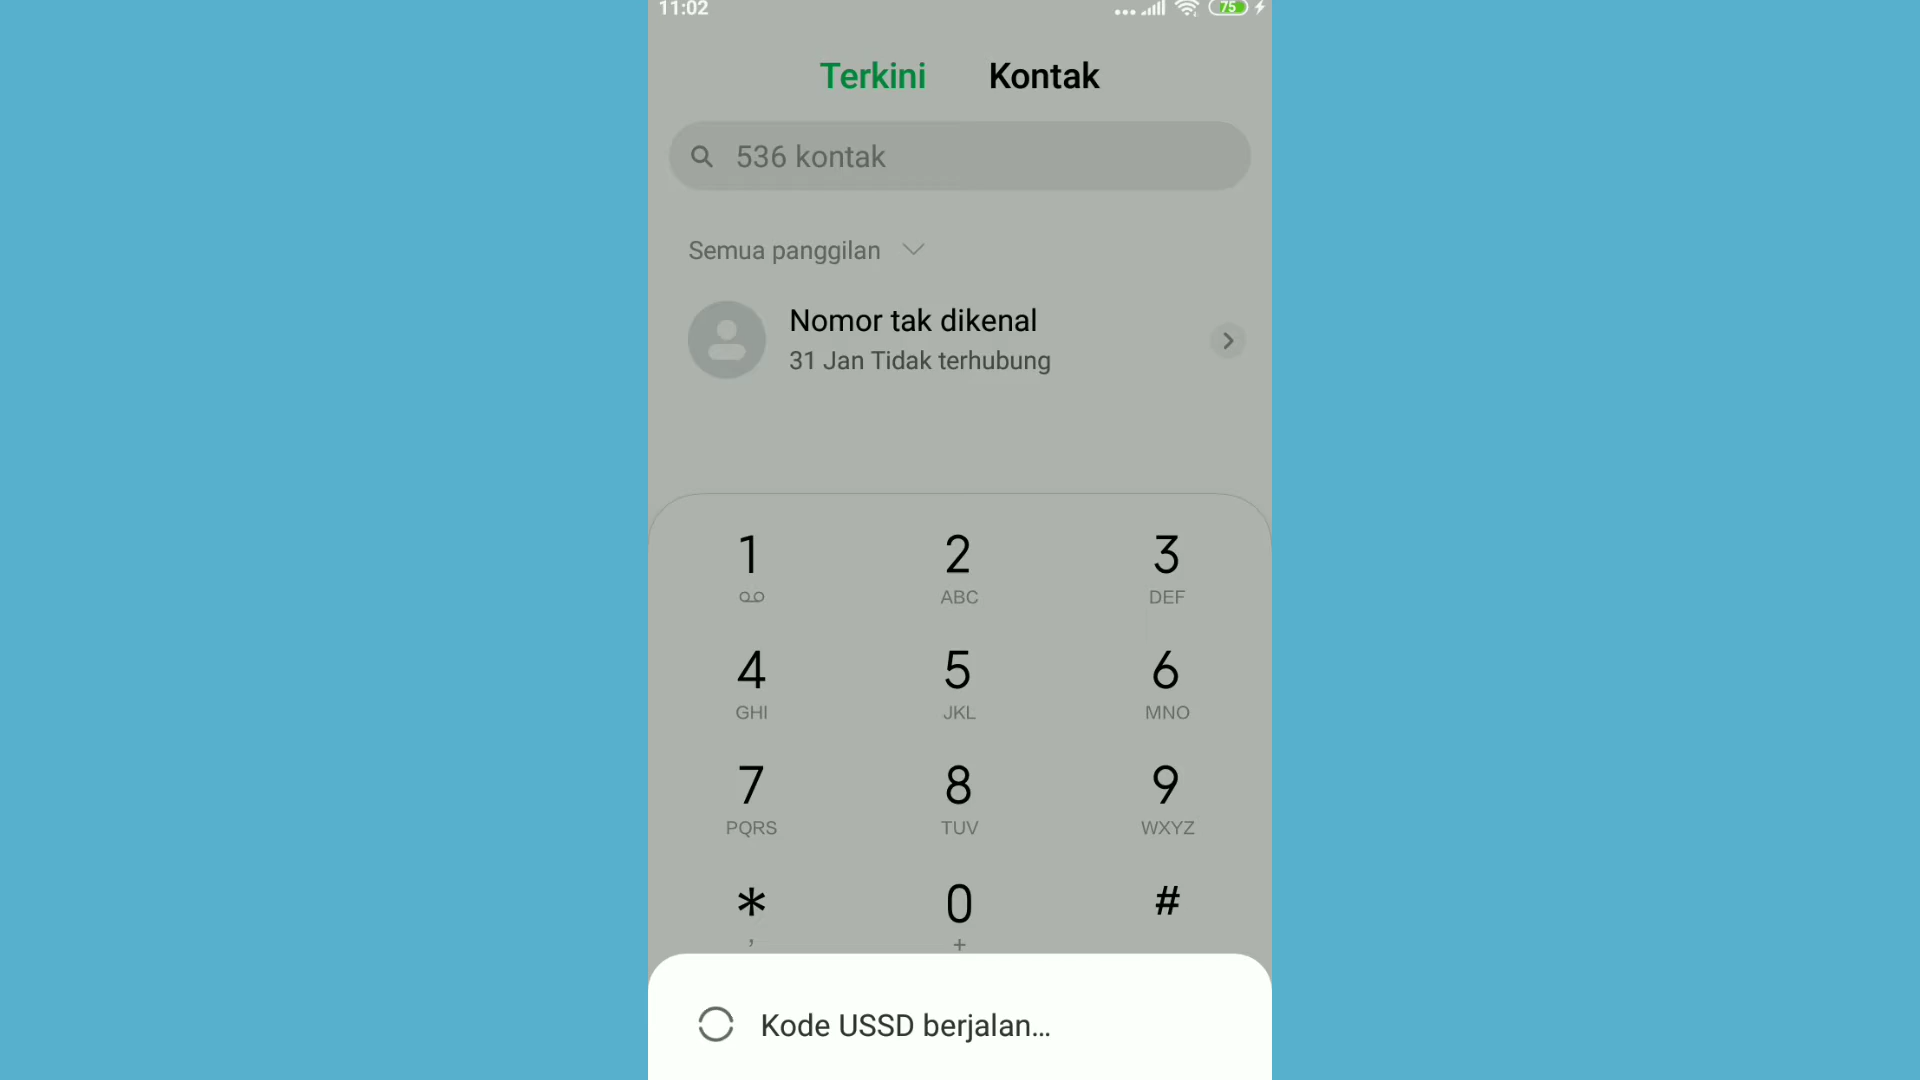 11:02
75
Terkini Kontak
536 kontak
Semua panggilan
Nomor tak dikenal
31 Jan Tidak terhubung
1 2 3
ABC DEF
4 5 6
GHI JKL MNO
7 8 9
PQRS TUV WXYZ
* 0 #
, +
Kode USSD berjalan...